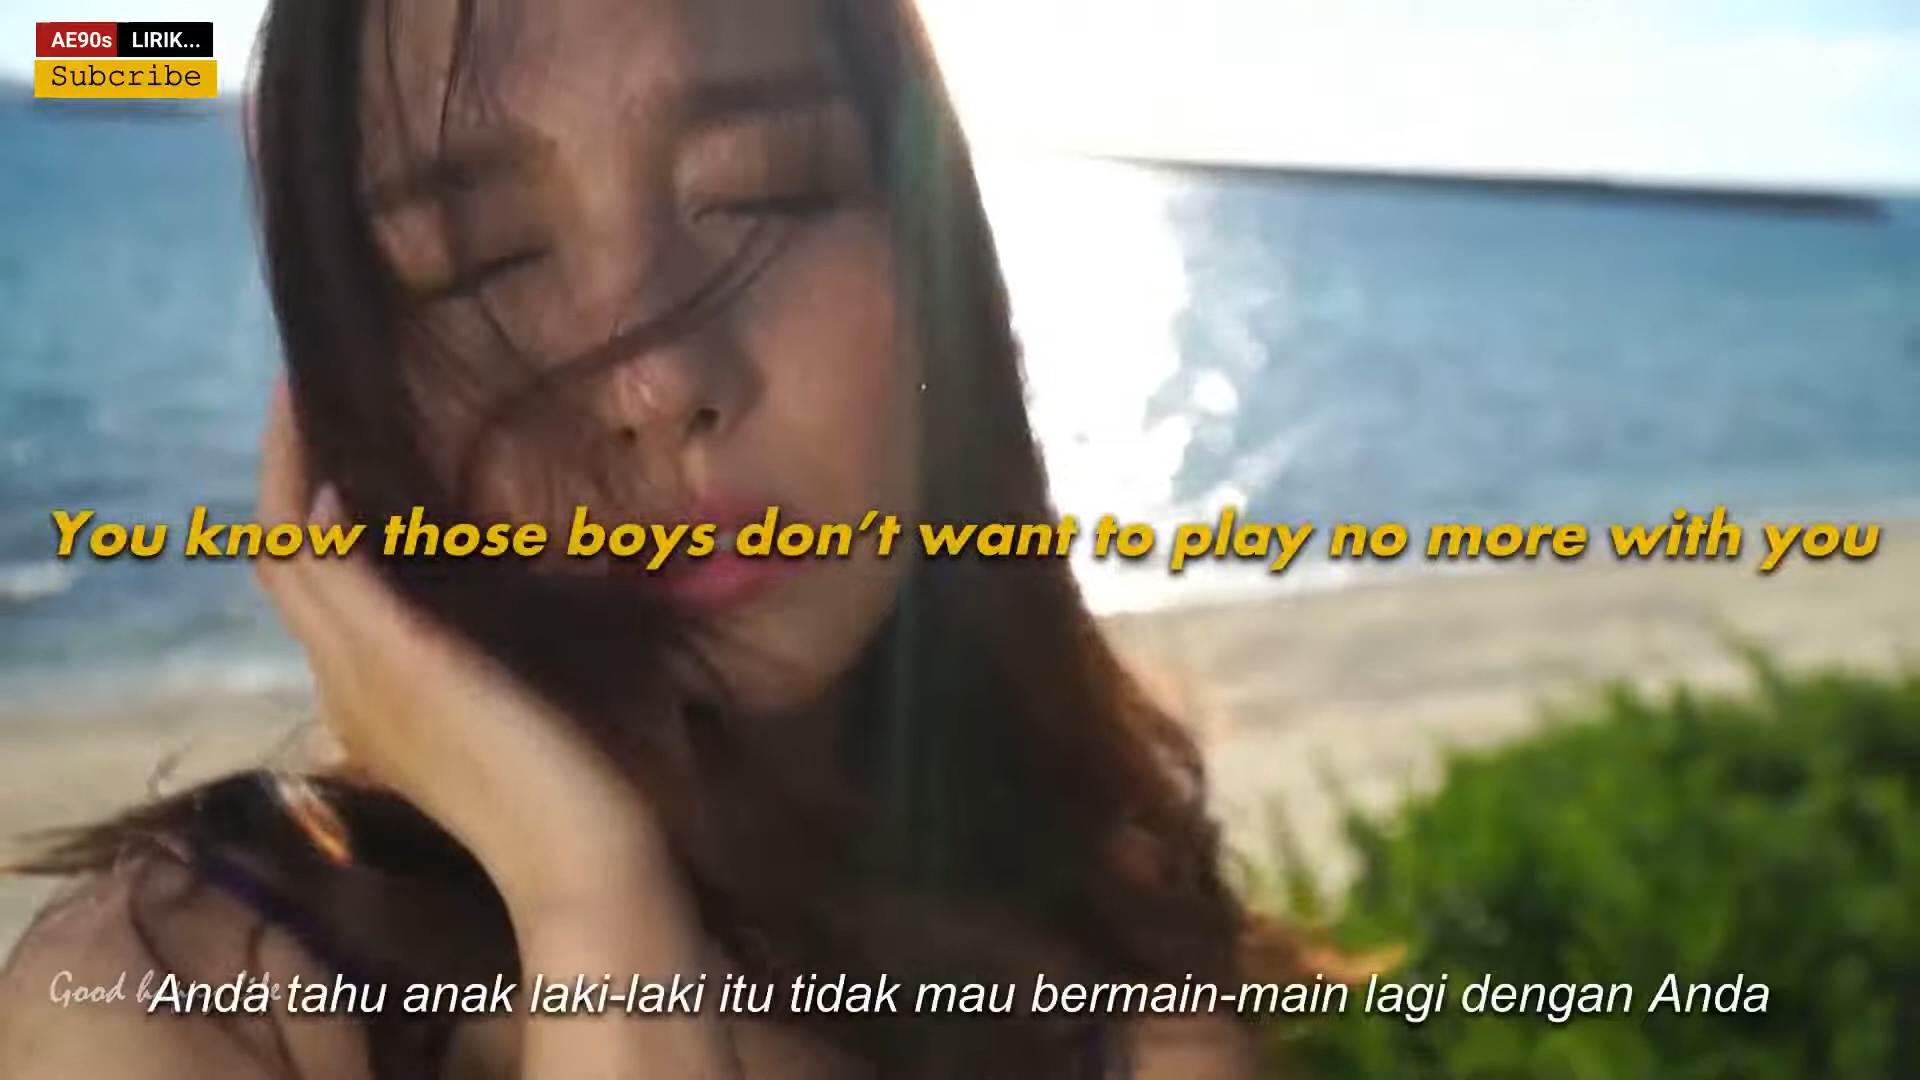 AE90s LIRIK...
Subcribe
You know those boys don't want to play no more with you
Good
Anda tahu anak laki-laki itu tidak mau bermain-main lagi dengan Anda